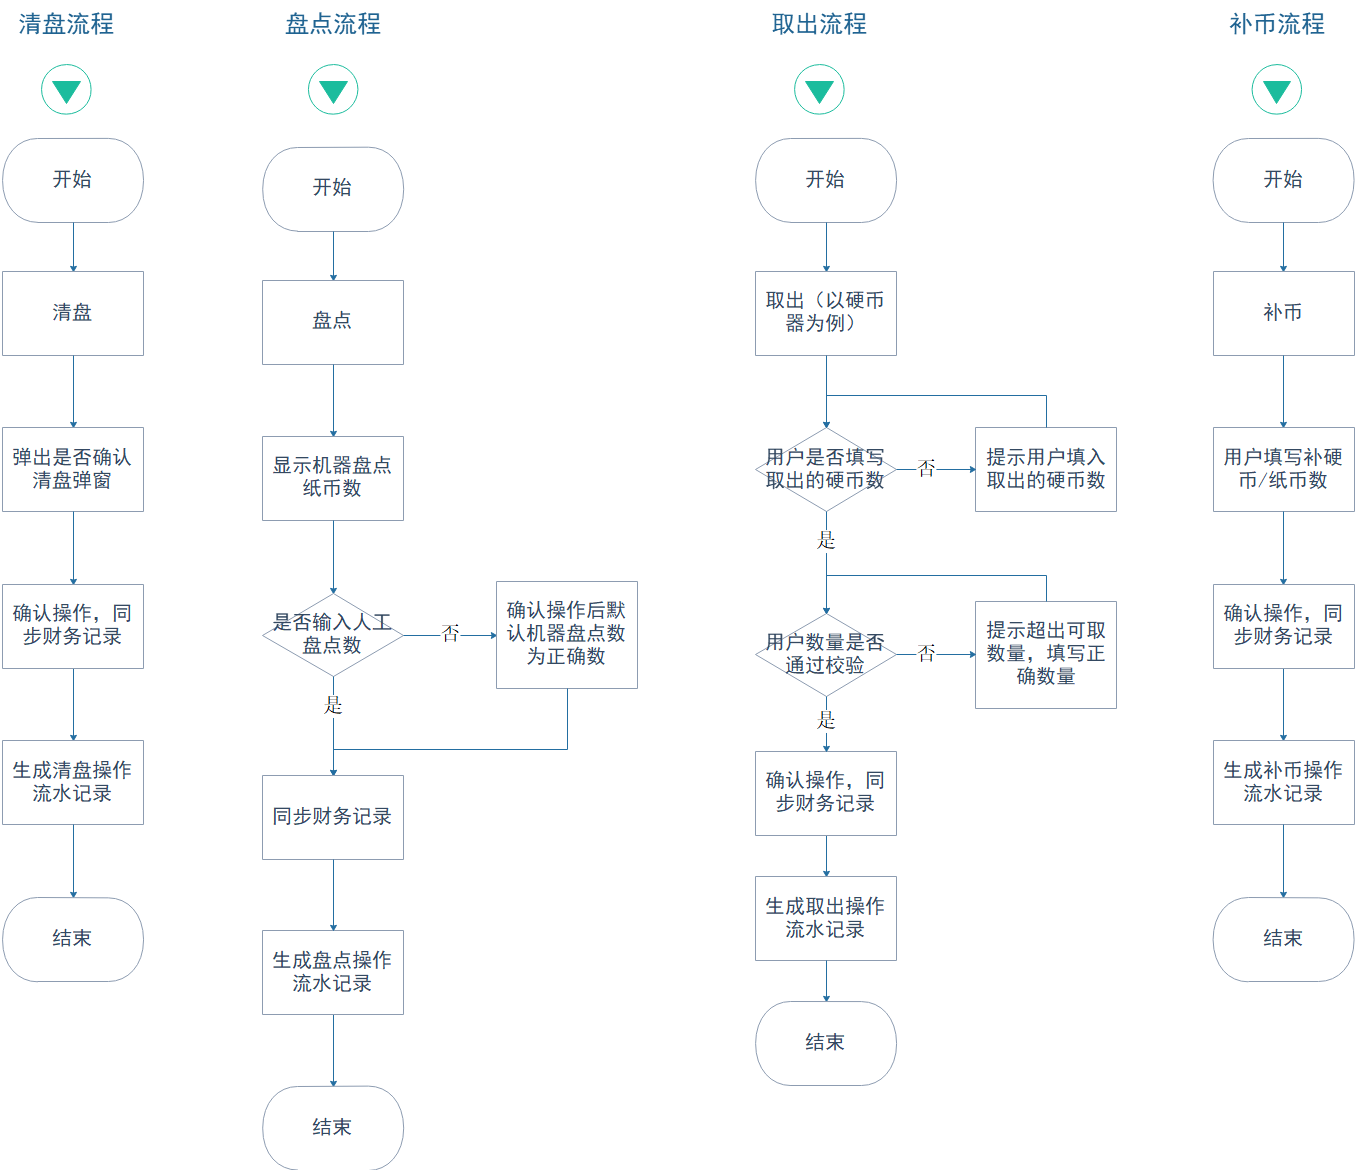 清盘流程
开始
清盘
弹出是否确认
清盘弹窗
确认操作，同
步财务记录
生成清盘操作
流水记录
结束
盘点流程
开始
盘点
显示机器盘点
纸币数
是否输入人工
盘点数
否
确认操作后默
认机器盘点数
为正确数
是
同步财务记录
生成盘点操作
流水记录
结束
取出流程
开始
取出（以硬币
器为例）
用户是否填写
取出的硬币数
否
提示用户填入
取出的硬币数
是
用户数量是否
通过校验
否
提示超出可取
数量，填写正
确数量
是
确认操作，同
步财务记录
生成取出操作
流水记录
结束
补币流程
开始
补币
用户填写补硬
币/纸币数
确认操作，同
步财务记录
生成补币操作
流水记录
结束